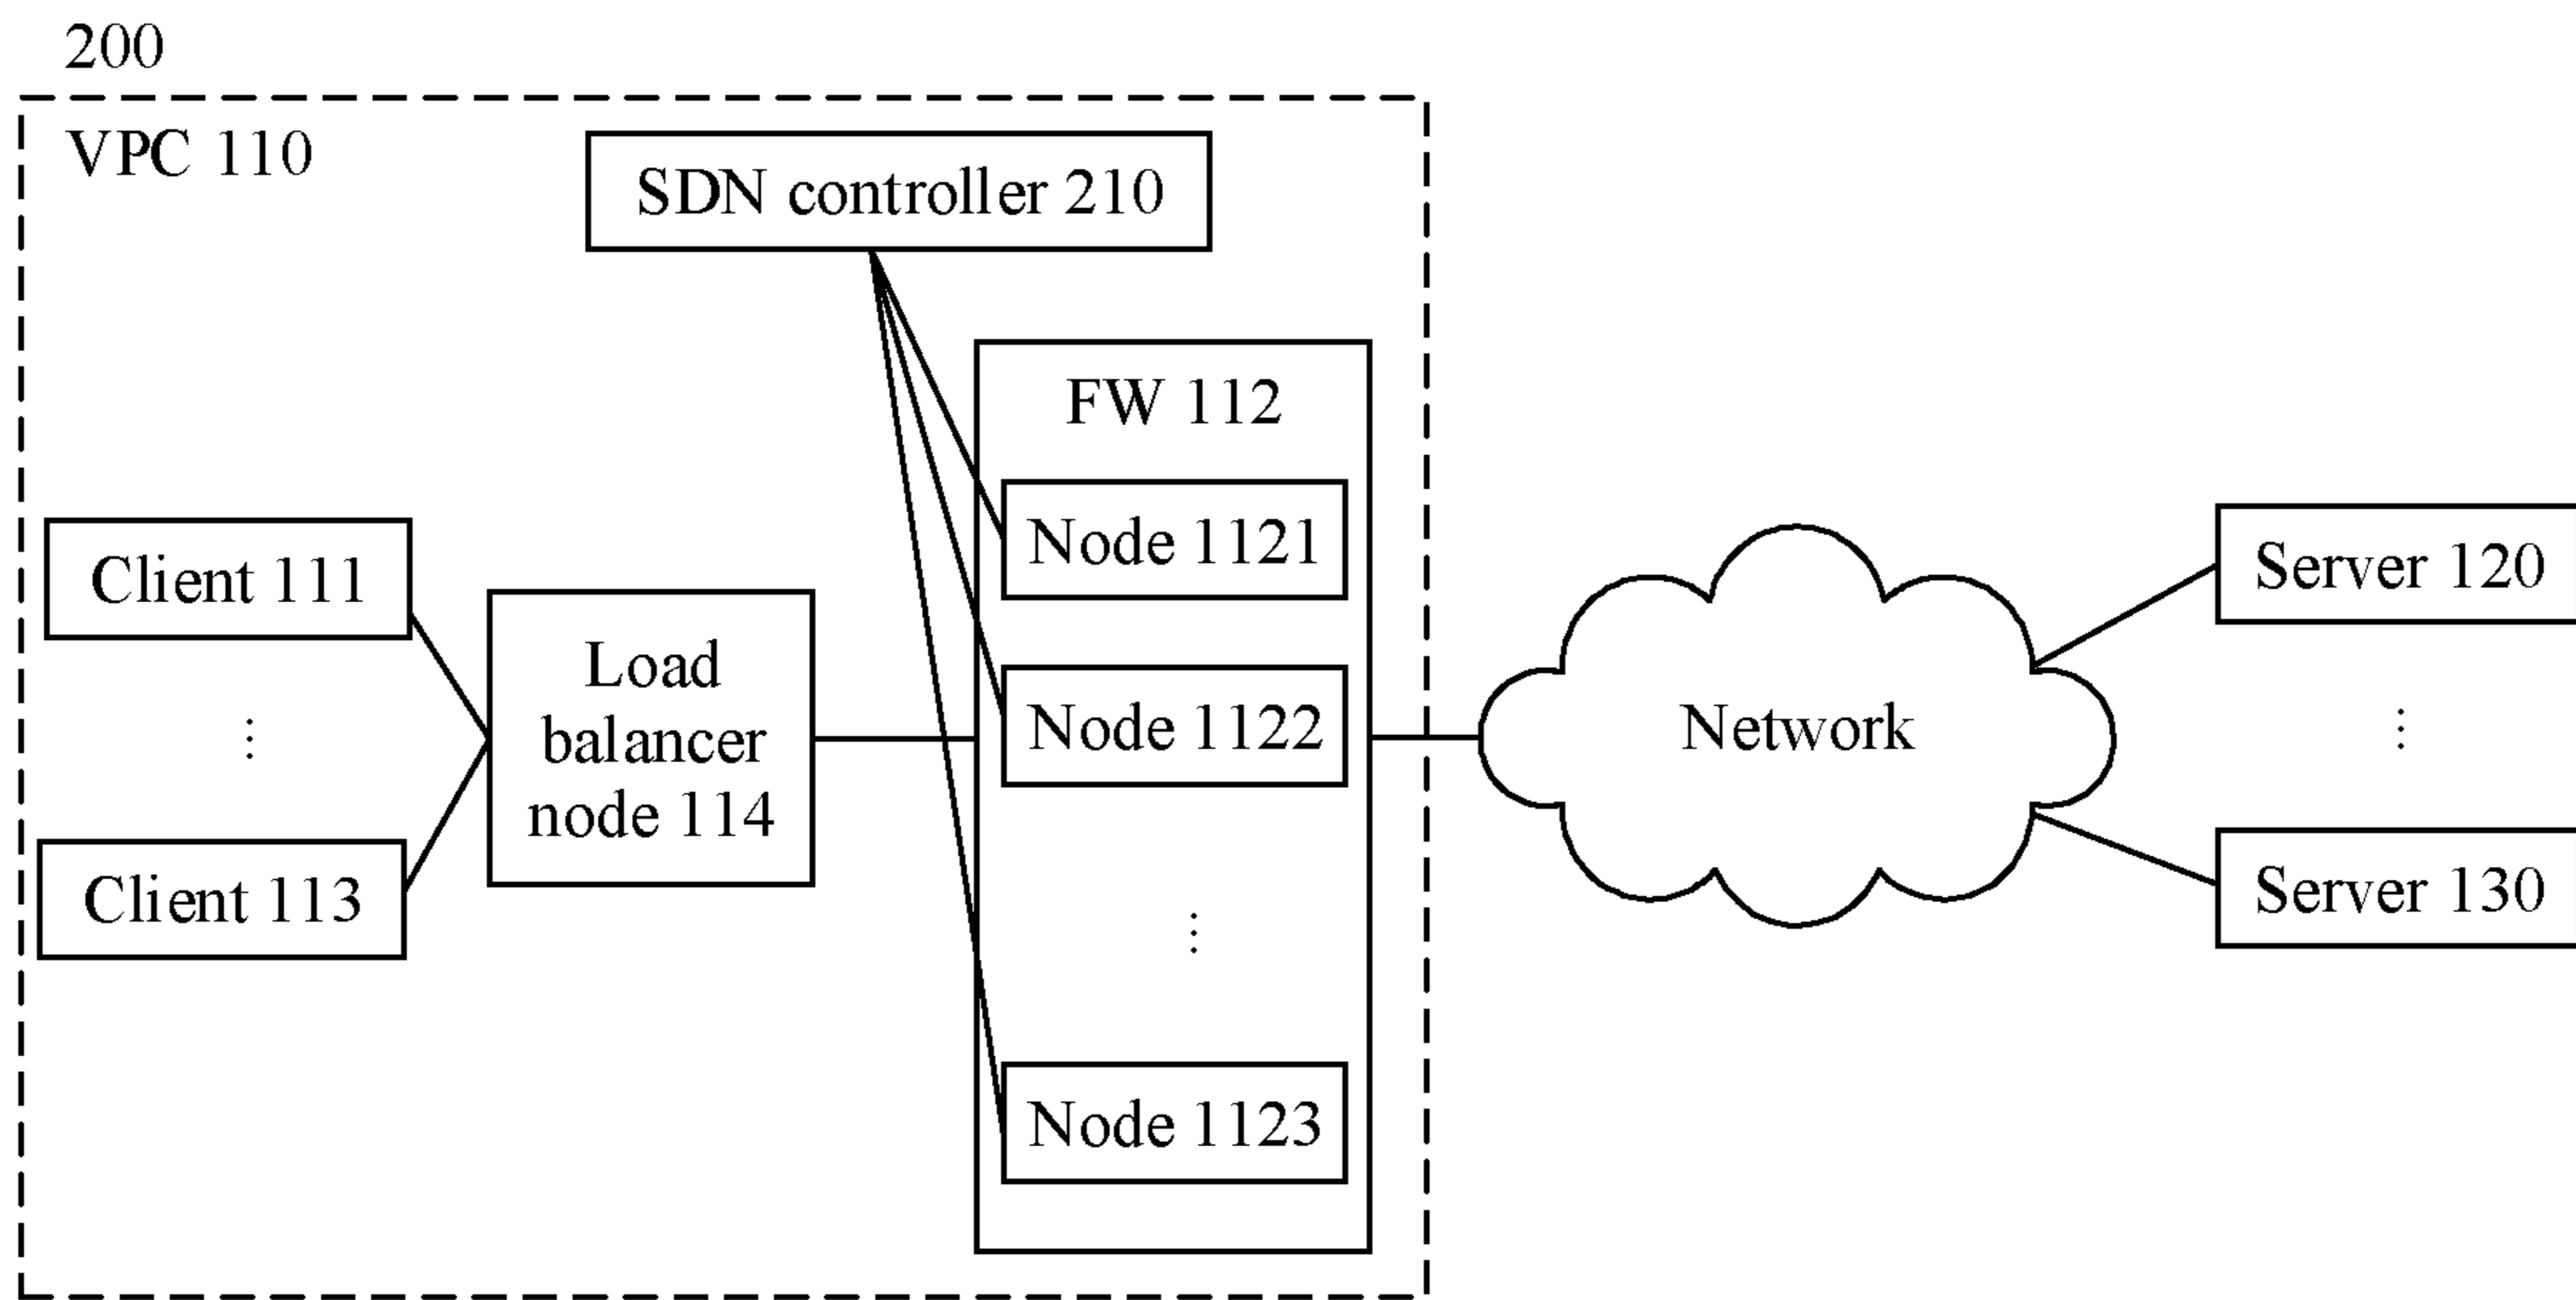 200
VPC 110
SDN controller 210
FW 112
Node 1121
Client 111
Server 120
Load
balancer
node 114
Node 1122
Network
Client 113
Server 130
Node 1123